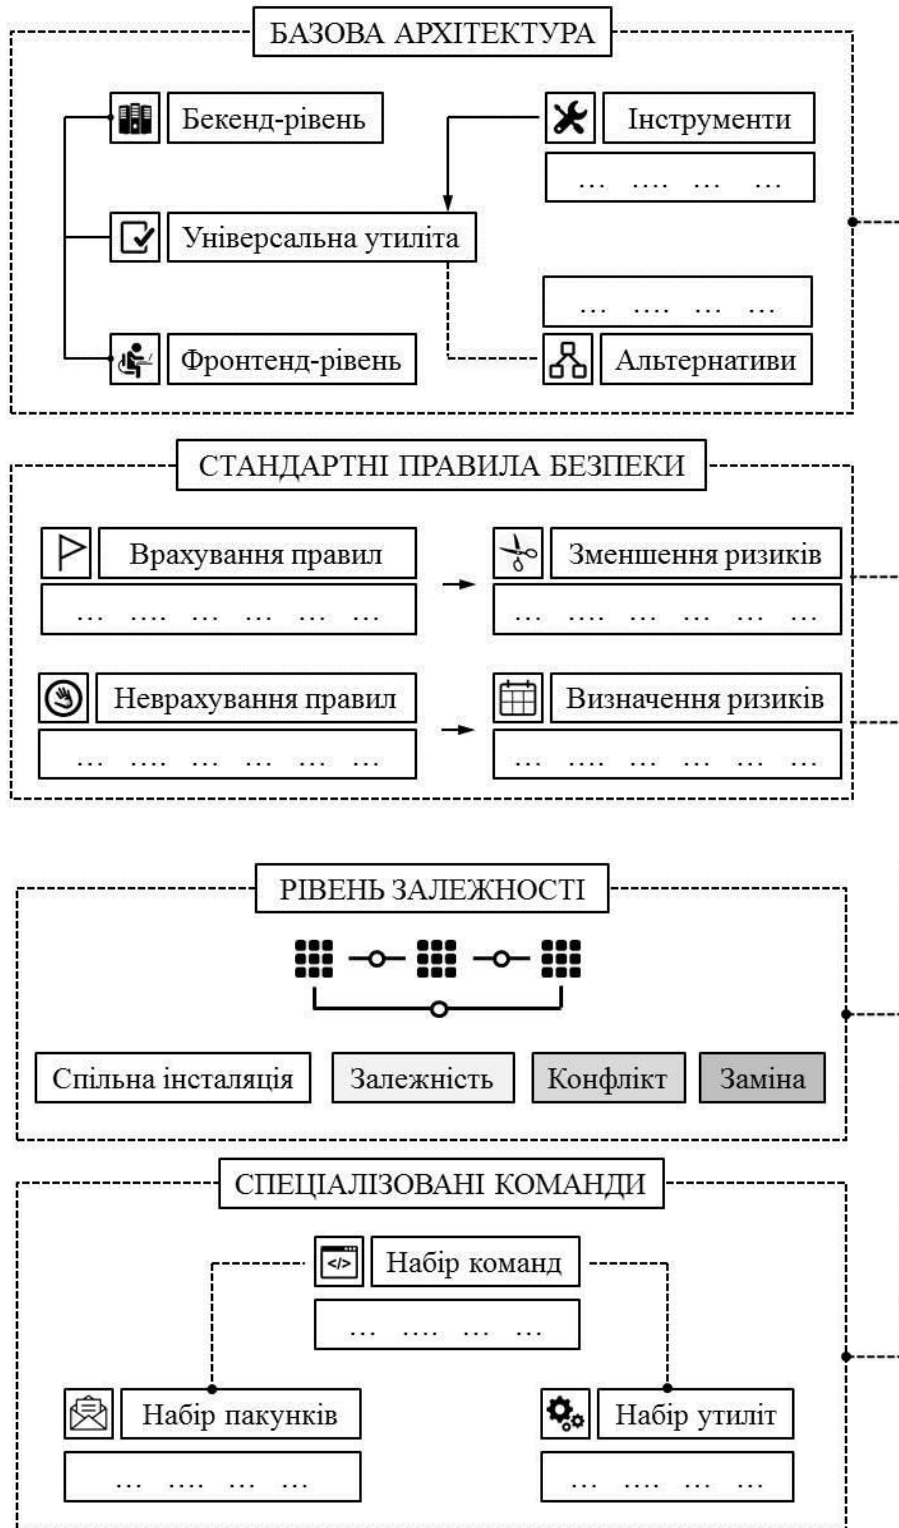 БАЗОВА АРХІТЕКТУРА
Бекенд-рівень
Інструменти
... .... ... ...
Універсальна утиліта
... .... ... ...
Фронтенд-рівень
Альтернативи
СТАНДАРТНІ ПРАВИЛА БЕЗПЕКИ
Врахування правил
Зменшення ризиків
... .... ... ... ... ...
... .... ... ... ... ...
Неврахування правил
Визначення ризиків
... .... ... ... ... ...
... .... ... ... ... ...
РІВЕНЬ ЗАЛЕЖНОСТІ
Спільна інсталяція
Залежність
Конфлікт
Заміна
СПЕЦІАЛІЗОВАНІ КОМАНДИ
</>
Набір команд
... .... ... ...
Набір пакунків
Набір утиліт
... .... ... ...
... .... ... ...